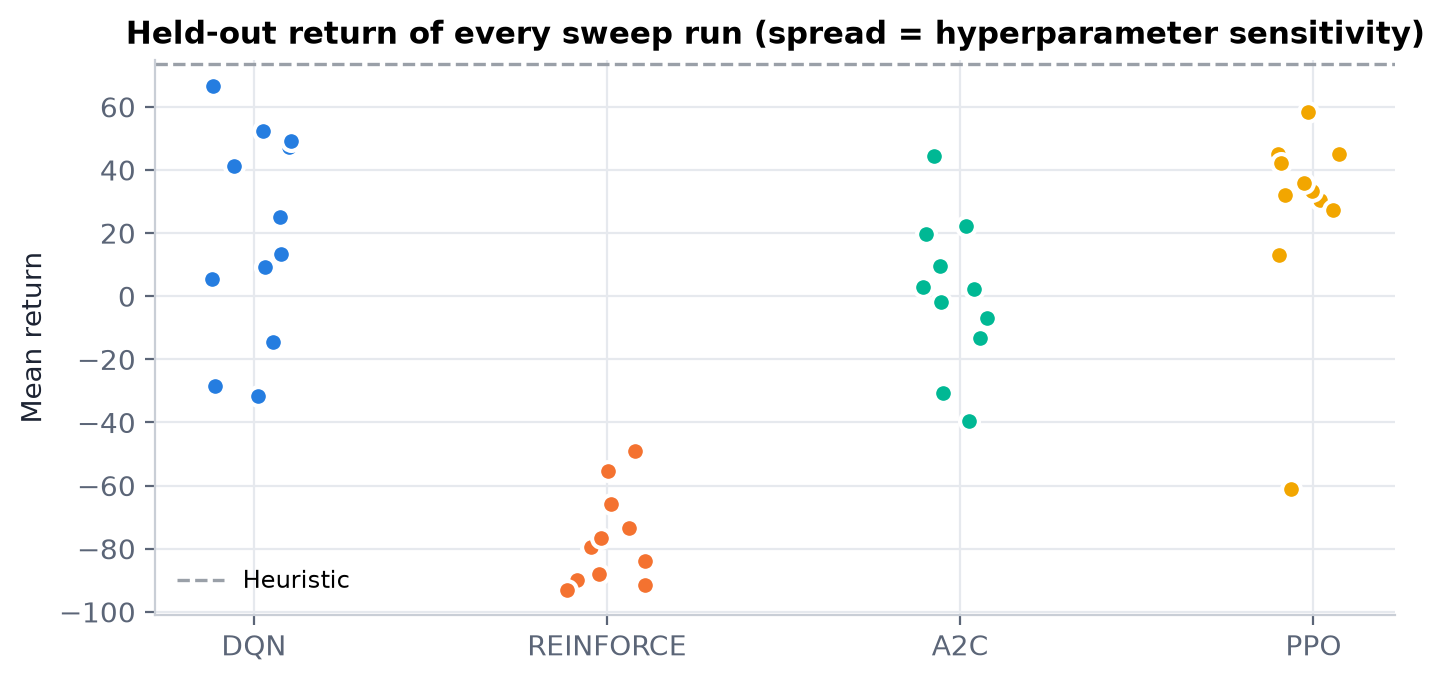 Held-out return of every sweep run (spread = hyperparameter sensitivity)
Mean return
60
40
20
0
−20
−40
−60
−80
−100
Heuristic
DQN REINFORCE A2C PPO